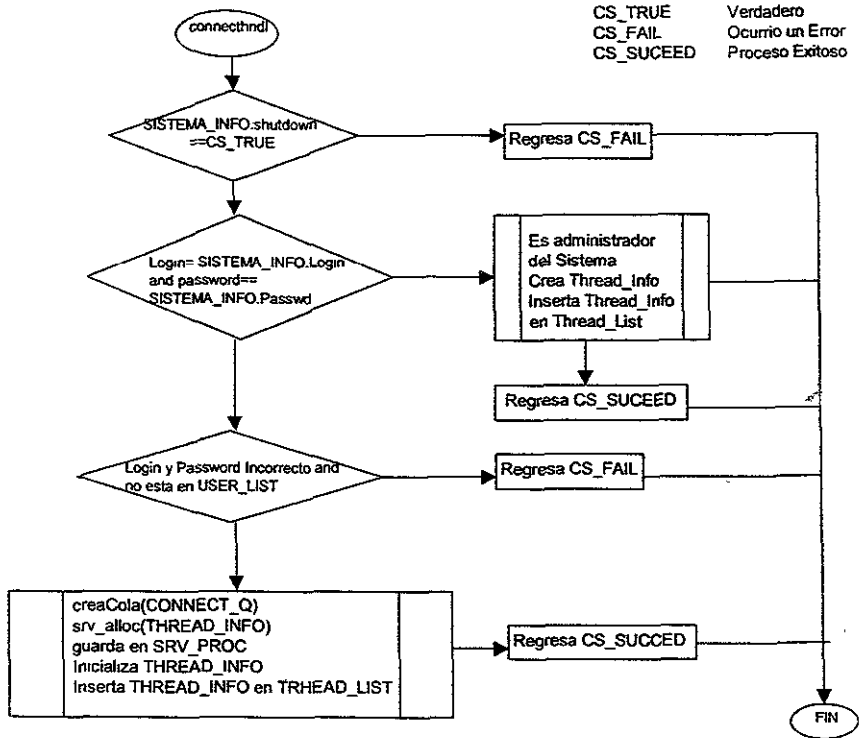 CS_TRUE Verdadero
CS_FAIL Ocurrio un Error
CS_SUCEED Proceso Exitoso
connecthndl
SISTEMA_INFO.shutdown
==CS_TRUE
Regresa CS_FAIL
Login= SISTEMA_INFO.Login
and password==
SISTEMA_INFO.Passwd
Es administrador
del Sistema
Crea Thread_Info
Inserta Thread_Info
en Thread_List
Regresa CS_SUCEED
Login y Password Incorrecto and
no esta en USER_LIST
Regresa CS_FAIL
creaCola(CONNECT_Q)
srv_alloc(THREAD_INFO)
guarda en SRV_PROC
Inicializa THREAD_INFO
Inserta THREAD_INFO en TRHEAD_LIST
Regresa CS_SUCCED
FIN